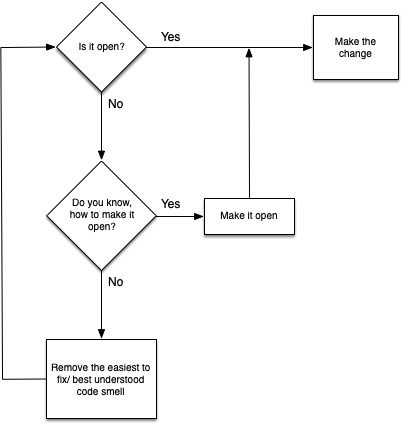 Is it open?
Yes
Make the
change
No
Do you know,
how to make it
open?
Yes
Make it open
No
Remove the easiest to
fix/ best understood
code smell